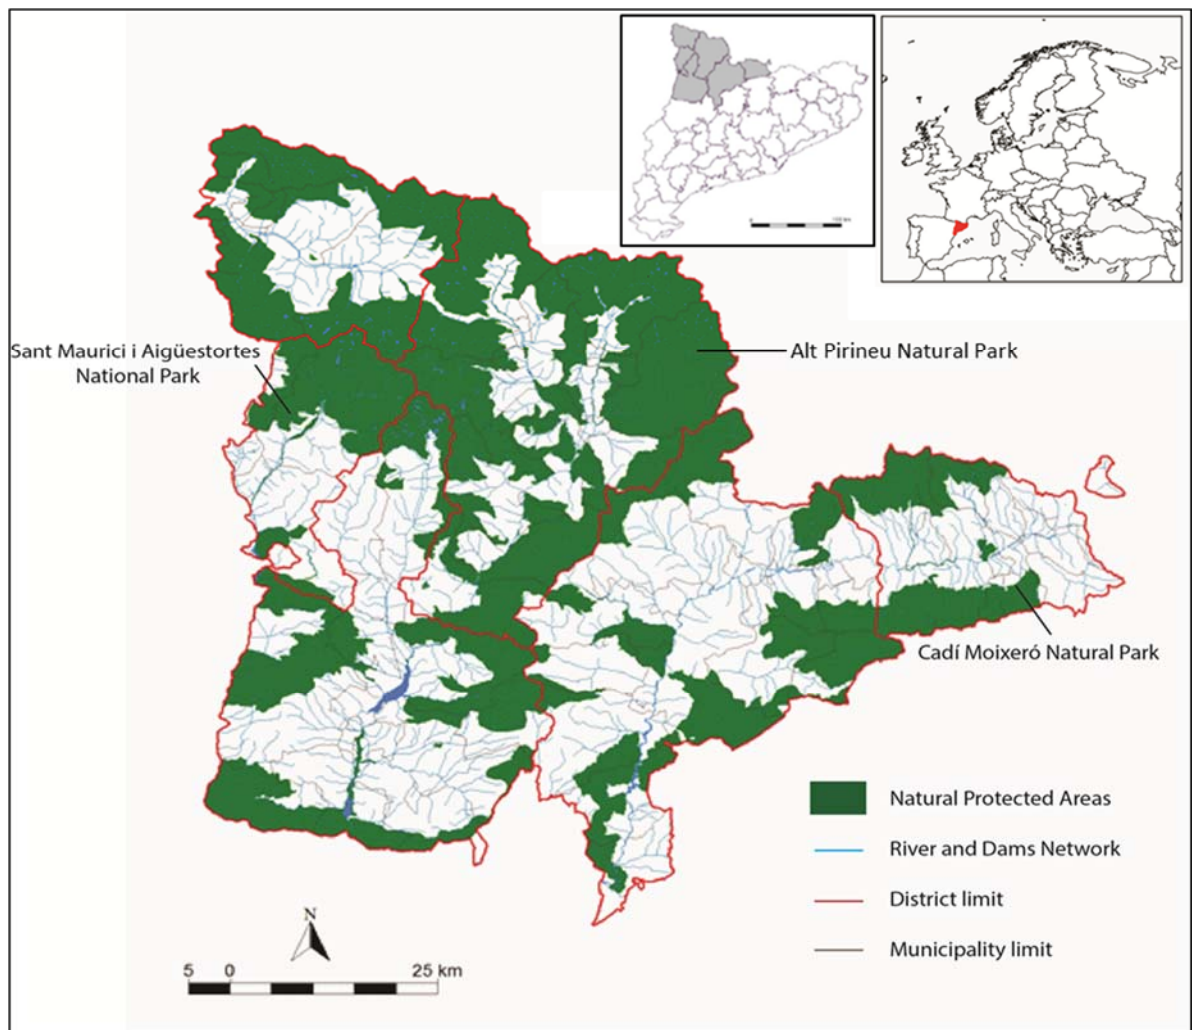 Sant Maurici i Aigüestortes
National Park
Alt Pirineu Natural Park
Cadí Moixeró Natural Park
Natural Protected Areas
River and Dams Network
District limit
Municipality limit
N
5 0 25 km